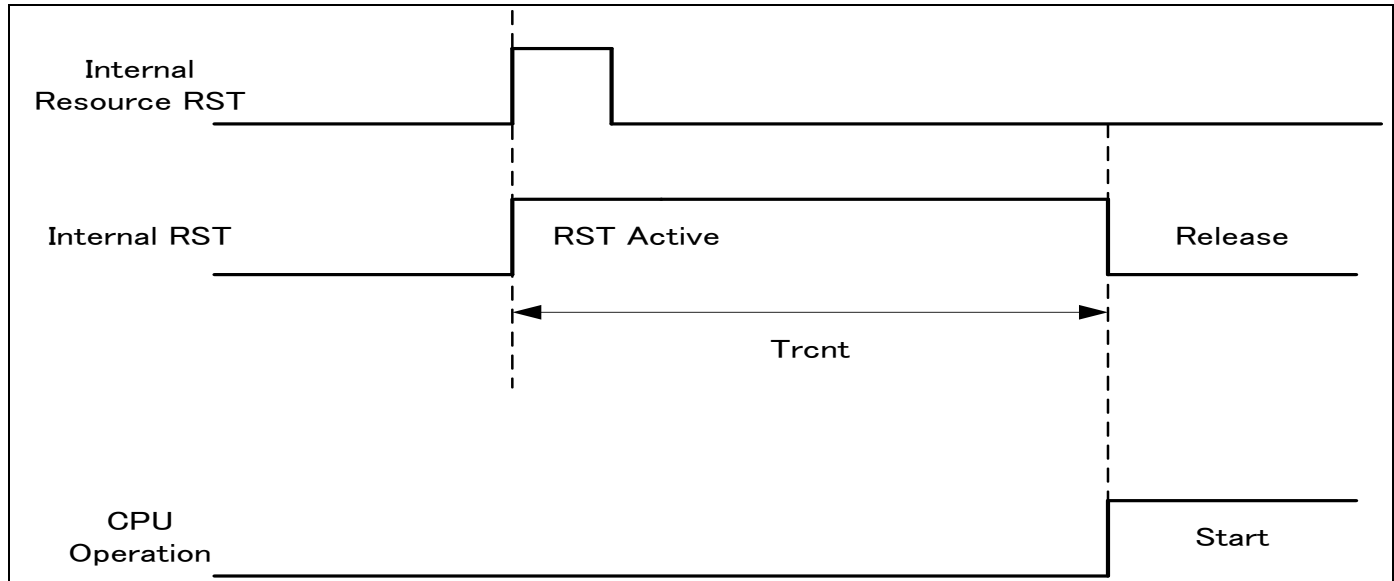 Internal
Resource RST
Internal RST
RST Active
Release
Trcnt
CPU
Operation
Start